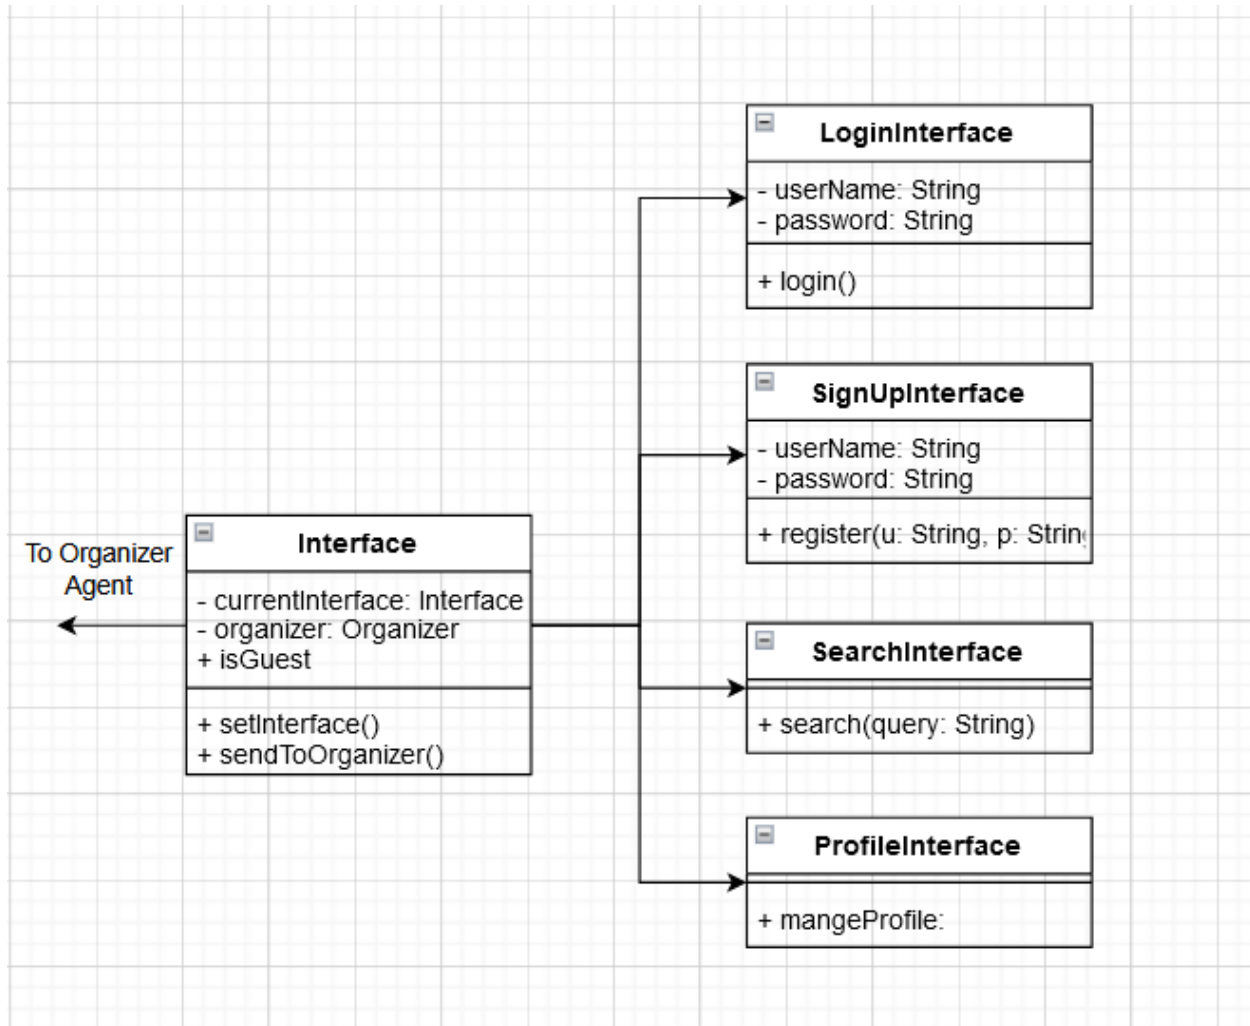 To Organizer
Agent
Interface
- currentInterface: Interface
- organizer: Organizer
+ isGuest
+ setInterface()
+ sendToOrganizer()
LoginInterface
- userName: String
- password: String
+ login()
SignUpInterface
- userName: String
- password: String
+ register(u: String, p: String
SearchInterface
+ search(query: String)
ProfileInterface
+ mangeProfile: